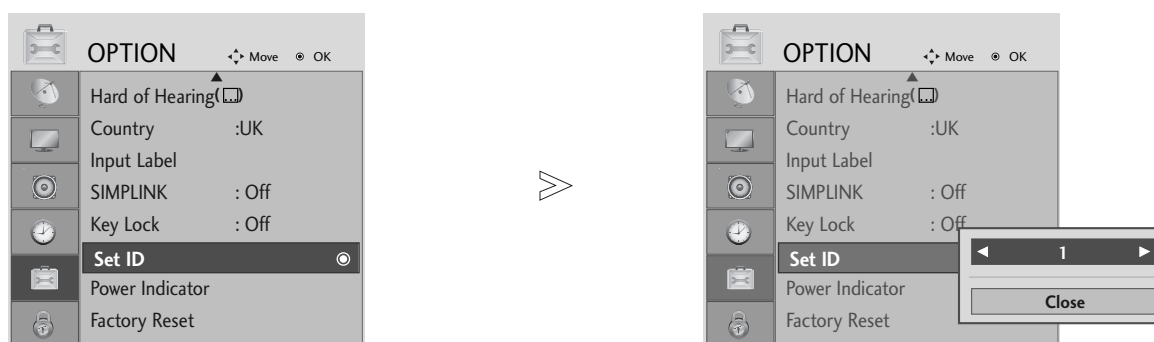 OPTION Move OK
Hard of Hearing( )
Country :UK
Input Label
SIMPLINK : Off
Key Lock : Off
Set ID
Power Indicator
Factory Reset
OPTION Move OK
Hard of Hearing( )
Country :UK
Input Label
SIMPLINK : Off
Key Lock : Off
Set ID
Power Indicator
Factory Reset
◄ 1 ►
Close